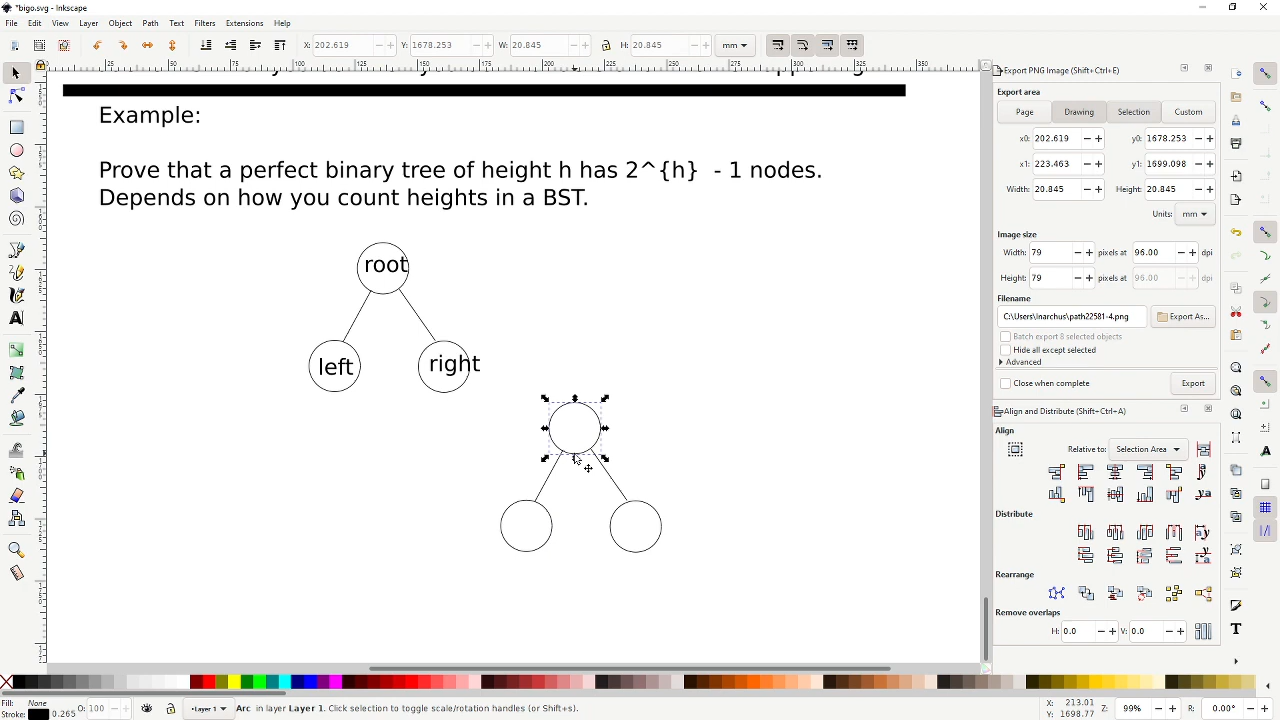 *bigo.svg - Inkscape
File Edit View Layer Object Path Text Filters Extensions Help
X: 202.619 Y: 1678.253 W: 20.845 H: 20.845 mm
Example:
Prove that a perfect binary tree of height h has 2^{h}  - 1 nodes.
Depends on how you count heights in a BST.
root
left right
Export PNG Image (Shift+Ctrl+E)
Export area
Page Drawing Selection Custom
x0: 202.619 y0: 1678.253
x1: 223.463 y1: 1699.098
Width: 20.845 Height: 20.845
Units: mm
Image size
Width: 79 pixels at 96.00 dpi
Height: 79 pixels at 96.00 dpi
Filename
C:\Users\Inarchus\path22581-4.png Export As...
Batch export 8 selected objects
Hide all except selected
Advanced
Close when complete Export
Align and Distribute (Shift+Ctrl+A)
Align
Relative to: Selection Area
Distribute
Rearrange
Remove overlaps
H: 0.0 V: 0.0
Fill: None
Stroke: 0.265
O: 100
•Layer 1
Arc in layer Layer 1. Click selection to toggle scale/rotation handles (or Shift+s).
X: 213.01
Y: 1698.77
Z: 99%
R: 0.00°